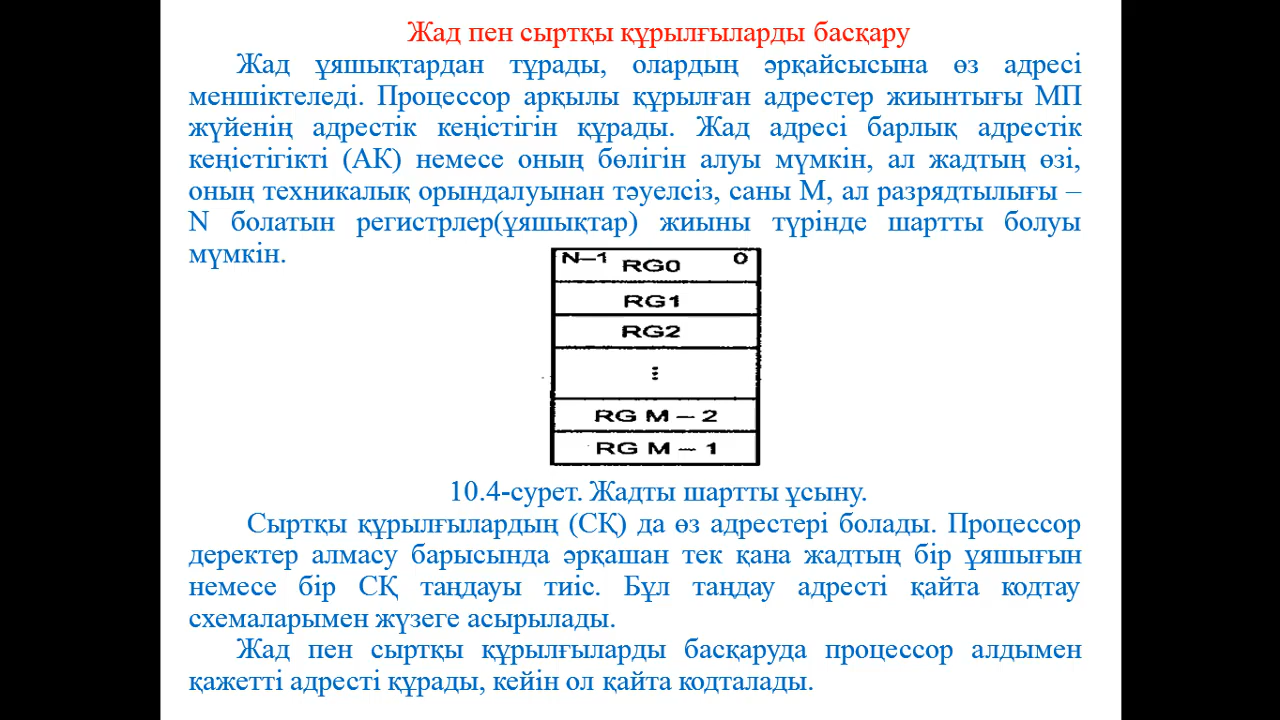 Жад пен сыртқы құрылғыларды басқару
Жад ұяшықтардан тұрады, олардың әрқайсысына өз адресі
меншіктеледі. Процессор арқылы құрылған адрестер жиынтығы МП
жүйенің адрестік кеңістігін құрады. Жад адресі барлық адрестік
кеңістігікті (АК) немесе оның бөлігін алуы мүмкін, ал жадтың өзі,
оның техникалық орындалуынан тәуелсіз, саны М, ал разрядтылығы –
N болатын регистрлер(ұяшықтар) жиыны түрінде шартты болуы
мүмкін.
N–1 RG0 0
RG1
RG2
⋮
RG M – 2
RG M – 1
10.4-сурет. Жадты шартты ұсыну.
Сыртқы құрылғылардың (СҚ) да өз адрестері болады. Процессор
деректер алмасу барысында әрқашан тек қана жадтың бір ұяшығын
немесе бір СҚ таңдауы тиіс. Бұл таңдау адресті қайта кодтау
схемаларымен жүзеге асырылады.
Жад пен сыртқы құрылғыларды басқаруда процессор алдымен
қажетті адресті құрады, кейін ол қайта кодталады.